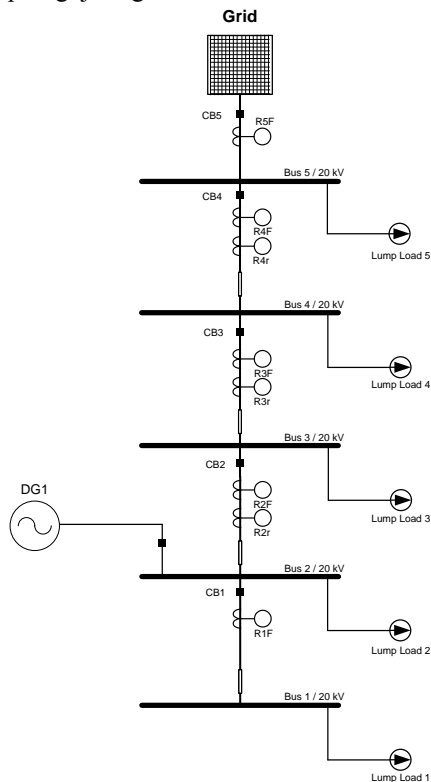 Grid
CB5
R5F
Bus 5 / 20 kV
CB4
R4F
R4r
Lump Load 5
Bus 4 / 20 kV
CB3
R3F
R3r
Lump Load 4
Bus 3 / 20 kV
CB2
DG1
R2F
R2r
Lump Load 3
Bus 2 / 20 kV
CB1
R1F
Lump Load 2
Bus 1 / 20 kV
Lump Load 1